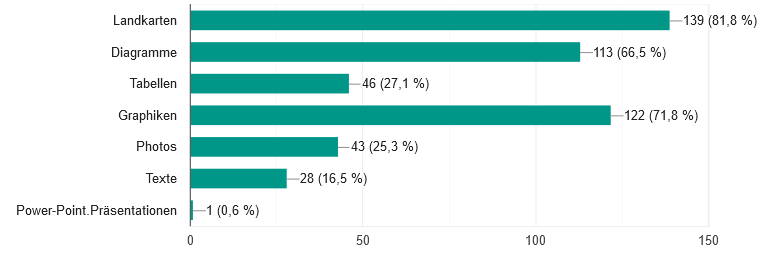 Landkarten 139 (81,8 %)
Diagramme 113 (66,5 %)
Tabellen 46 (27,1 %)
Graphiken 122 (71,8 %)
Photos 43 (25,3 %)
Texte 28 (16,5 %)
Power-Point.Präsentationen 1 (0,6 %)
0 50 100 150